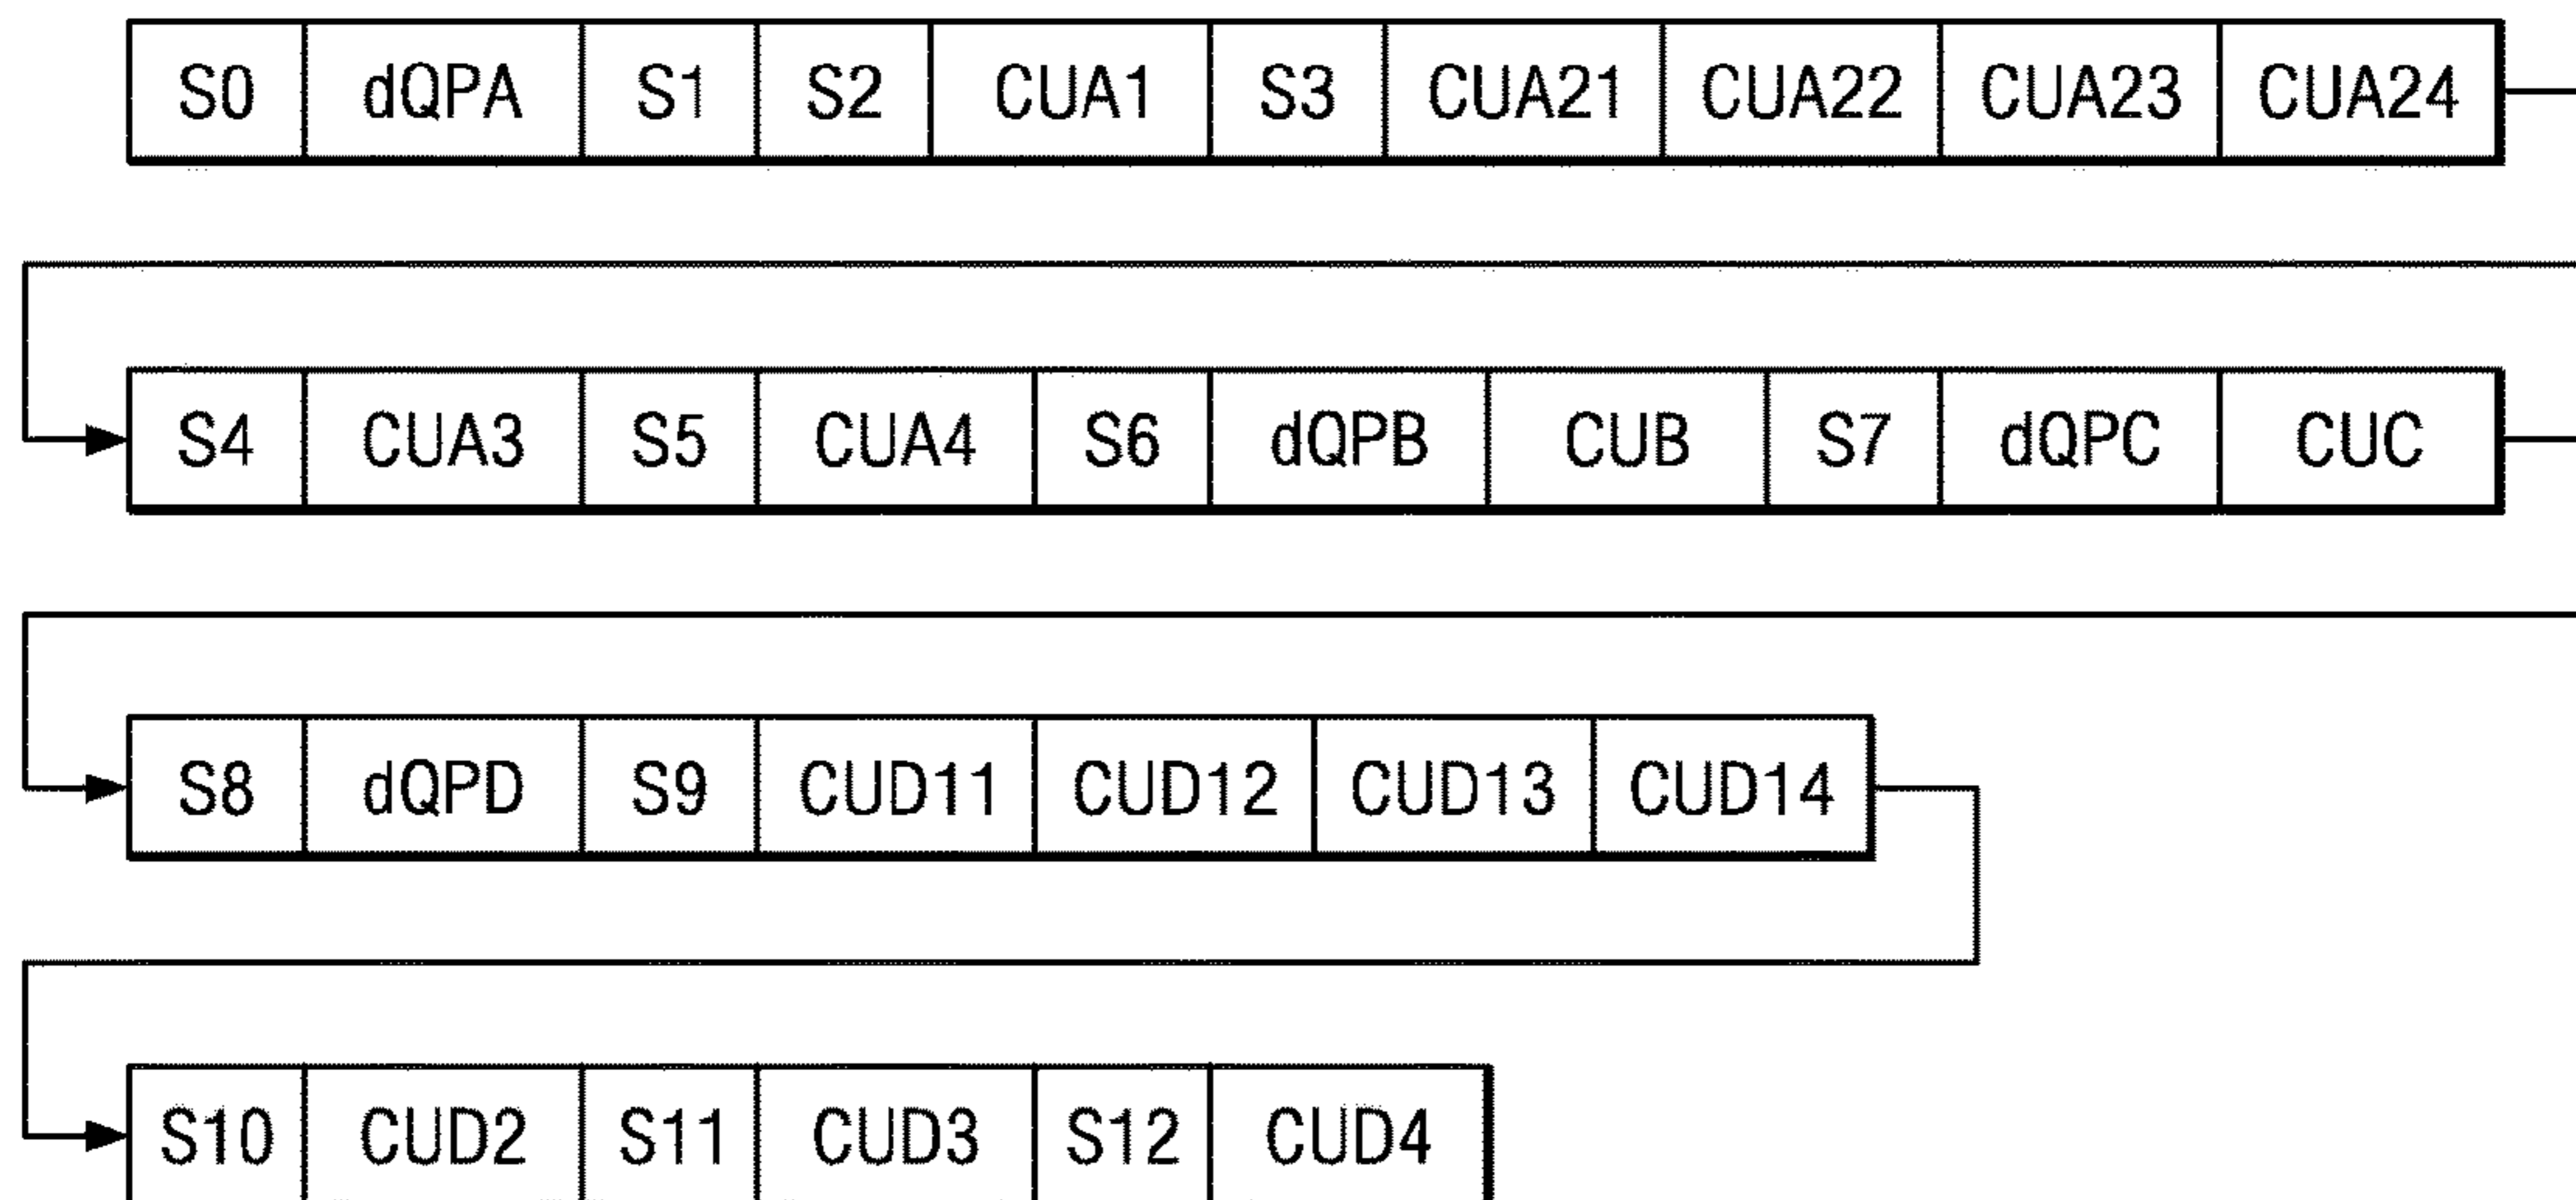 S0 dQPA S1 S2 CUA1 S3 CUA21 CUA22 CUA23 CUA24
S4 CUA3 S5 CUA4 S6 dQPB CUB S7 dQPC CUC
S8 dQPD S9 CUD11 CUD12 CUD13 CUD14
S10 CUD2 S11 CUD3 S12 CUD4